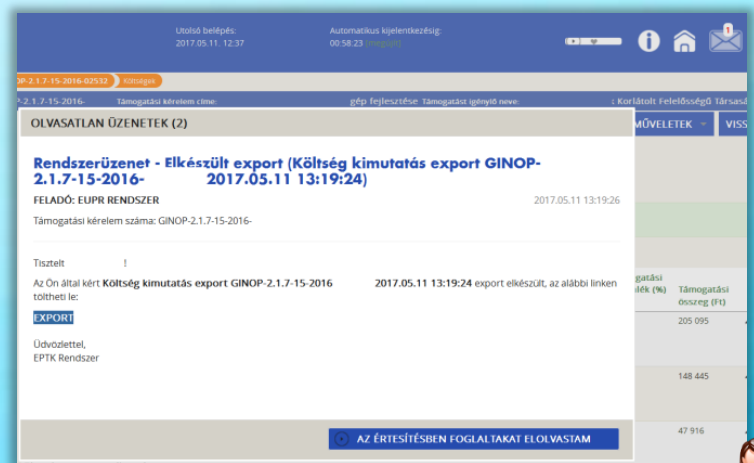 Utolsó belépés:
2017.05.11. 12:37
Automatikus kijelentkezésig:
00:58:23
1
OP-2.1.7-15-2016-02532
Költségek
P-2.1.7-15-2016-
Támogatási kérelem címe:
gép fejlesztése Támogatást igénylő neve:
: Korlátolt Felelősségű Társasá
OLVASATLAN ÜZENETEK (2)
MŰVELETEK
VISS
Rendszerüzenet - Elkészült export (Költség kimutatás export GINOP-
2.1.7-15-2016- 2017.05.11 13:19:24)
FELADÓ: EUPR RENDSZER
2017.05.11 13:19:26
Támogatási kérelem száma: GINOP-2.1.7-15-2016-
Tisztelt !
Az Ön által kért Költség kimutatás export GINOP-2.1.7-15-2016 2017.05.11 13:19:24 export elkészült, az alábbi linken
töltheti le:
EXPORT
Üdvözlettel,
EPTK Rendszer
gatási
lék (%)
Támogatási
összeg (Ft)
205 095
148 445
47 916
AZ ÉRTESÍTÉSBEN FOGLALTAKAT ELOLVASTAM